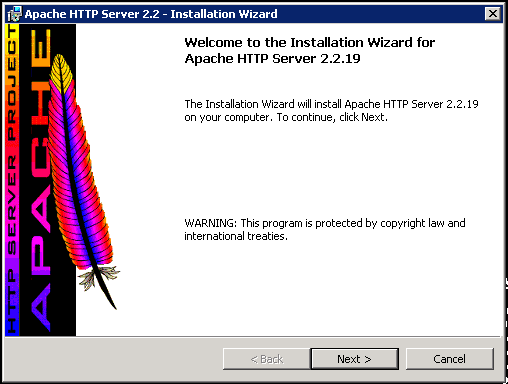 Apache HTTP Server 2.2 - Installation Wizard
HTTP SERVER PROJECT
APACHE
Welcome to the Installation Wizard for
Apache HTTP Server 2.2.19
The Installation Wizard will install Apache HTTP Server 2.2.19
on your computer. To continue, click Next.
WARNING: This program is protected by copyright law and
international treaties.
< Back
Next >
Cancel